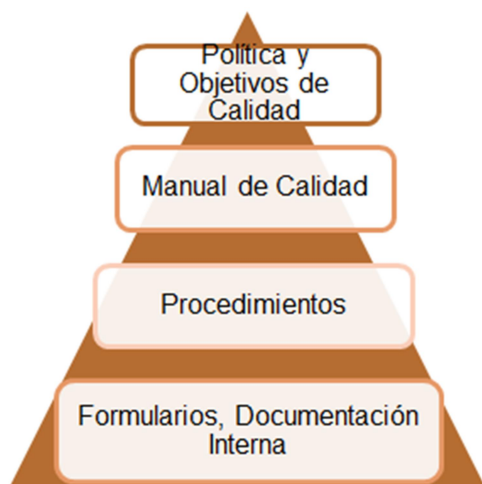 Política y
Objetivos de
Calidad
Manual de Calidad
Procedimientos
Formularios, Documentación
Interna